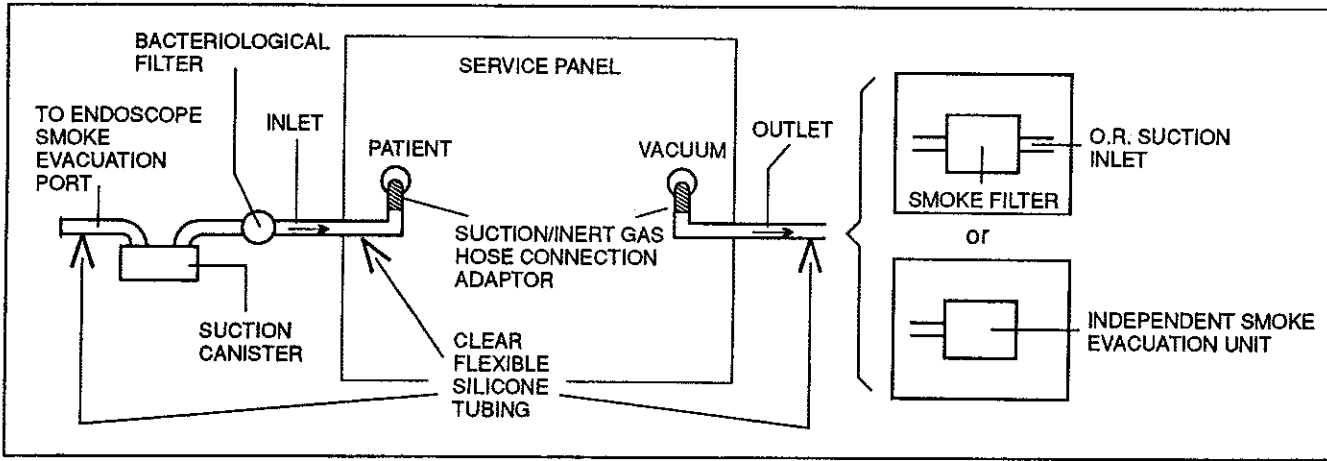 BACTERIOLOGICAL
FILTER
SERVICE PANEL
TO ENDOSCOPE
SMOKE
EVACUATION
PORT
INLET
PATIENT
VACUUM
OUTLET
O.R. SUCTION
INLET
SMOKE FILTER
or
SUCTION/INERT GAS
HOSE CONNECTION
ADAPTOR
SUCTION
CANISTER
CLEAR
FLEXIBLE
SILICONE
TUBING
INDEPENDENT SMOKE
EVACUATION UNIT